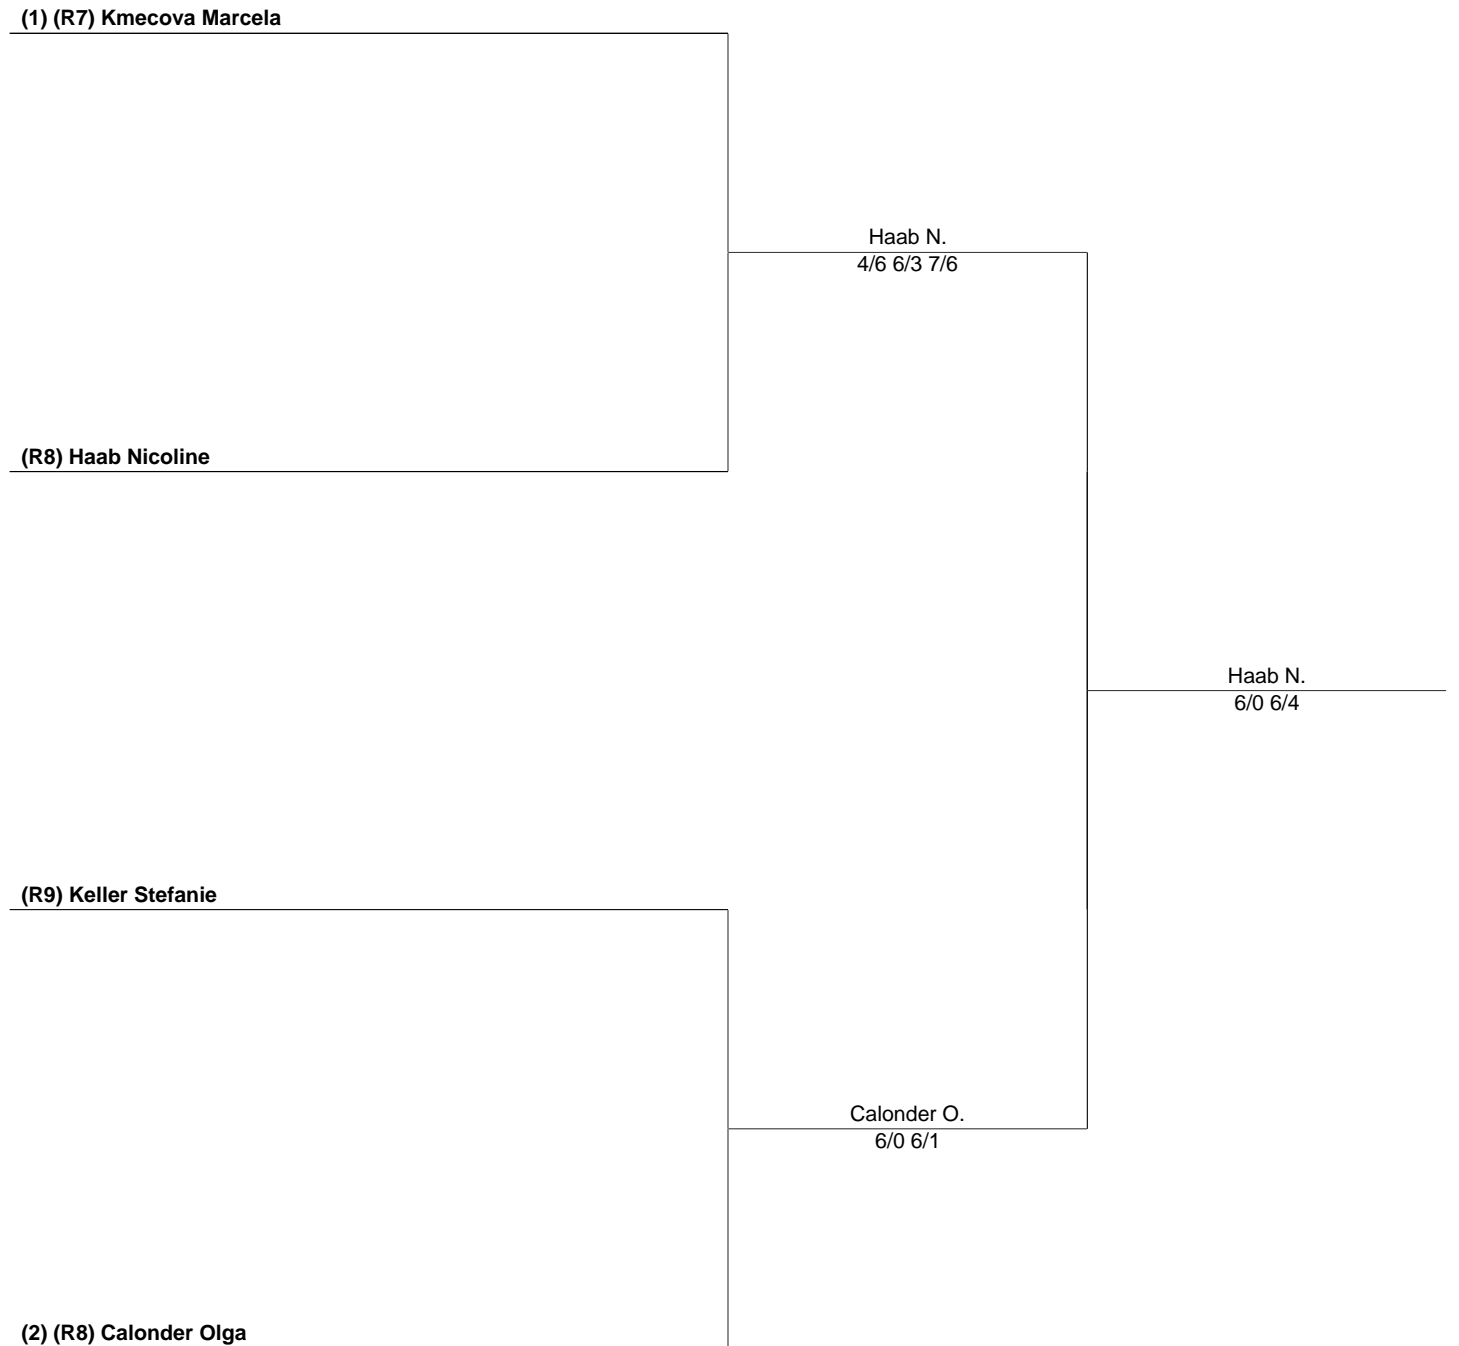 (1) (R7) Kmecova Marcela
Haab N.
4/6 6/3 7/6
(R8) Haab Nicoline
Haab N.
6/0 6/4
(R9) Keller Stefanie
Calonder O.
6/0 6/1
(2) (R8) Calonder Olga